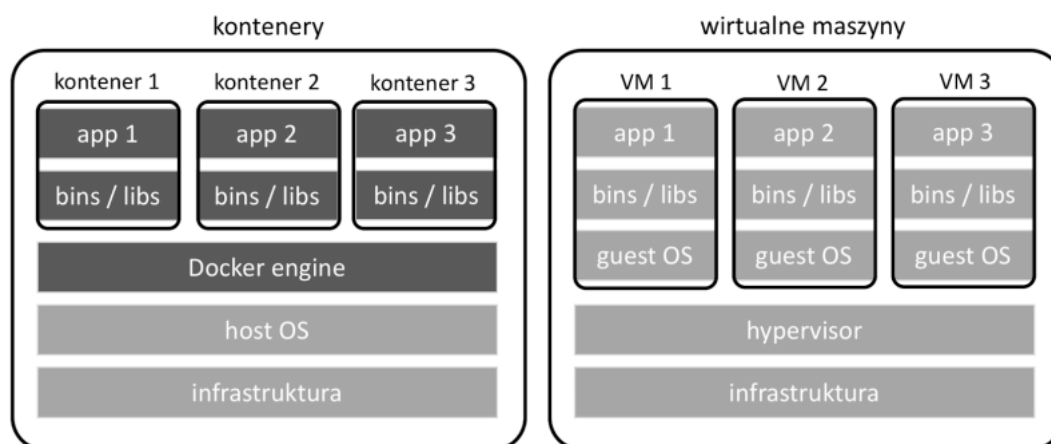 kontenery
kontener 1 kontener 2 kontener 3
app 1 app 2 app 3
bins / libs bins / libs bins / libs
Docker engine
host OS
infrastruktura
wirtualne maszyny
VM 1 VM 2 VM 3
app 1 app 2 app 3
bins / libs bins / libs bins / libs
guest OS guest OS guest OS
hypervisor
infrastruktura